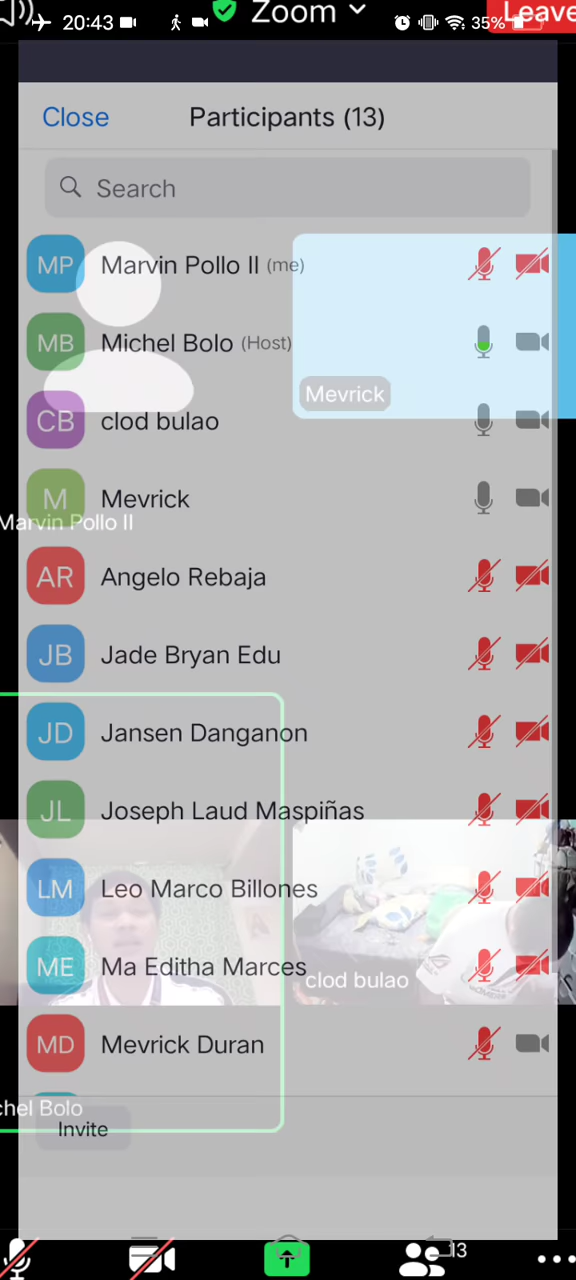 20:43
Zoom
35%
Leave
Close
Participants (13)
Search
MP Marvin Pollo II (me)
MB Michel Bolo (Host)
Mevrick
CB clod bulao
M Mevrick
Marvin Pollo II
AR Angelo Rebaja
JB Jade Bryan Edu
JD Jansen Danganon
JL Joseph Laud Maspiñas
LM Leo Marco Billones
ME Ma Editha Marces
clod bulao
MD Mevrick Duran
chel Bolo
Invite
13